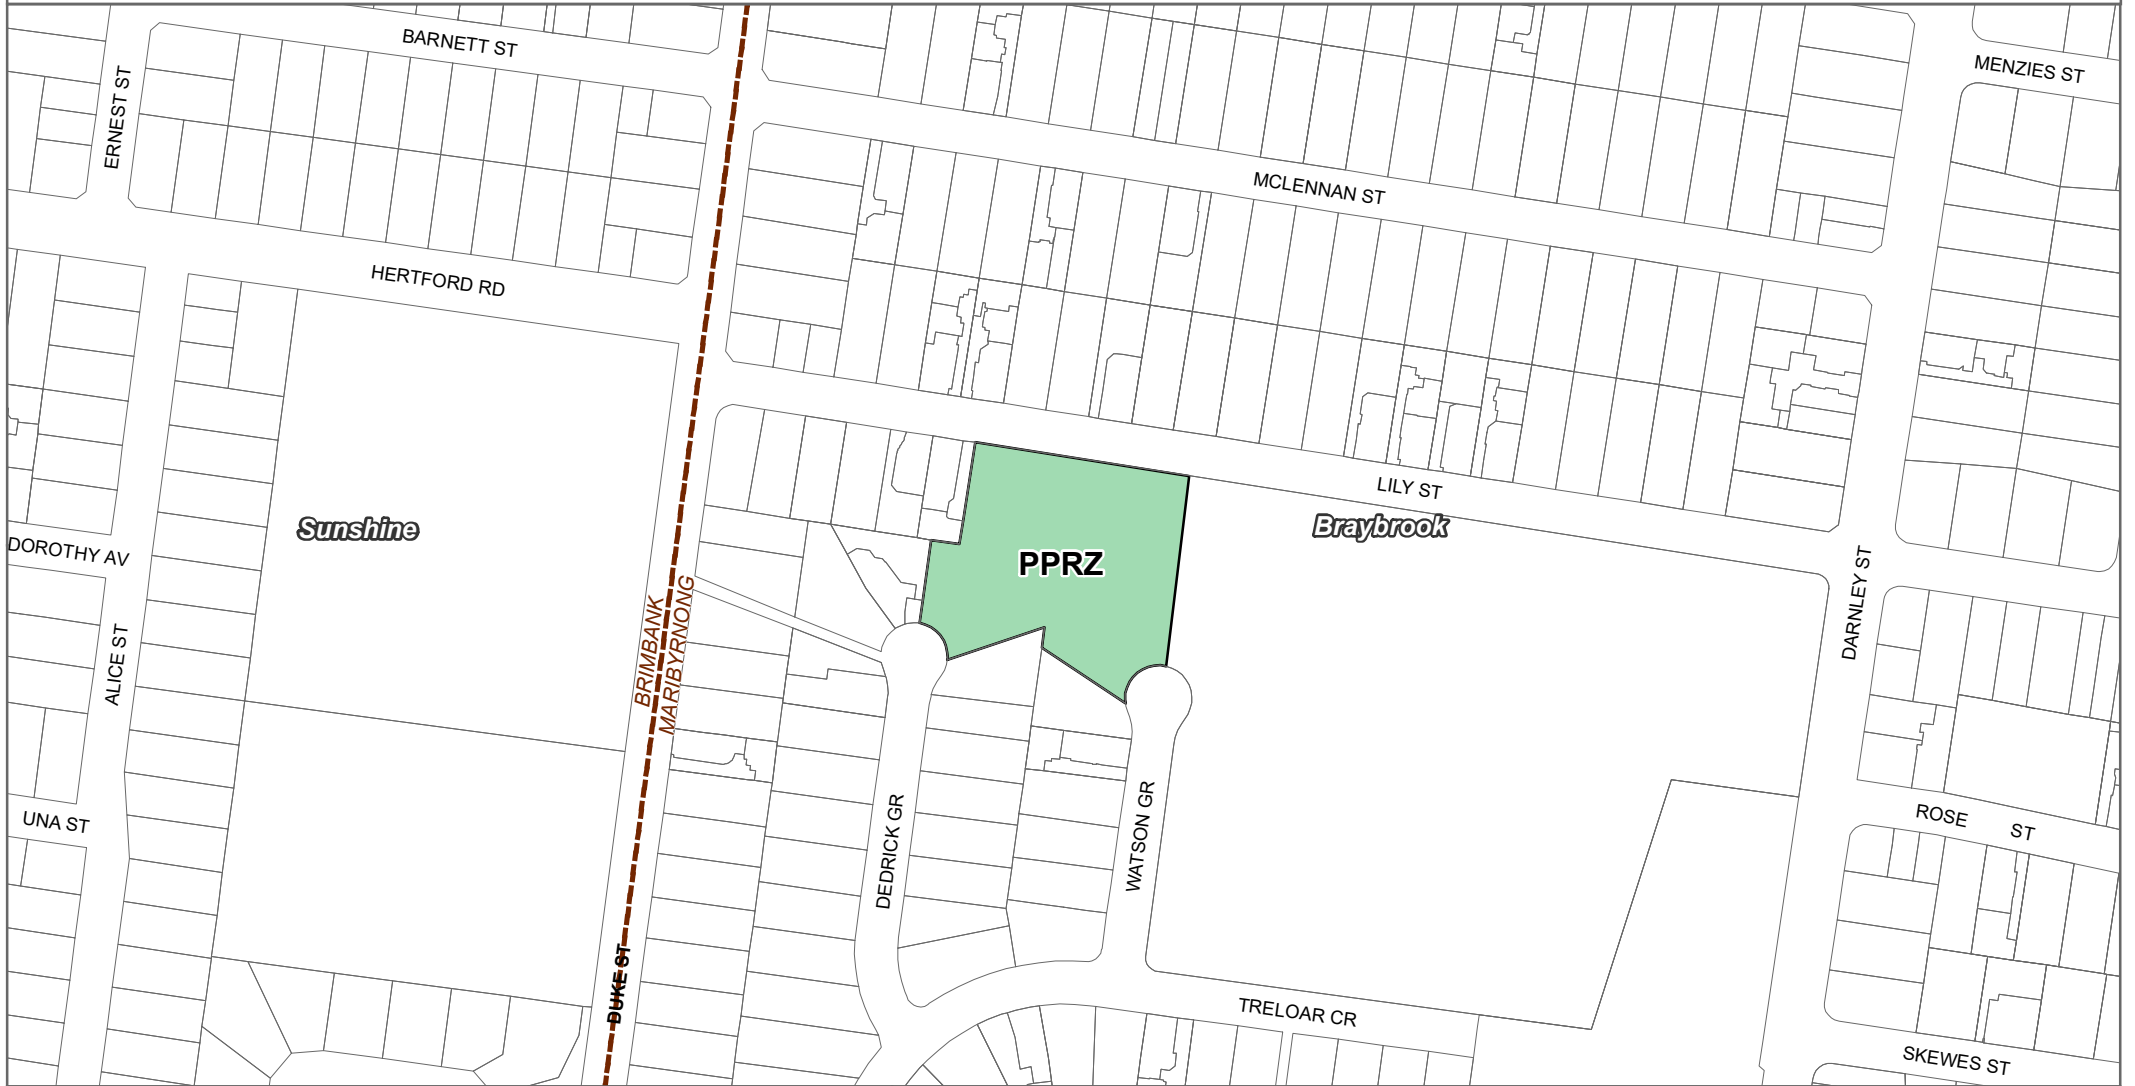 BARNETT ST
MENZIES ST
ERNEST ST
MCLENNAN ST
HERTFORD RD
LILY ST
Sunshine
Braybrook
DOROTHY AV
PPRZ
DARNLEY ST
BRIMBANK
MARIBYRNONG
ALICE ST
UNA ST
DEDRICK GR
WATSON GR
ROSE ST
DUKE ST
TRELOAR CR
SKEWES ST